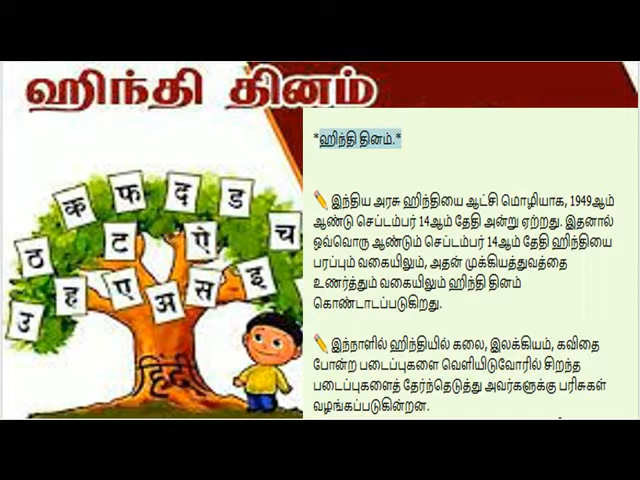 ஹிந்தி தினம்
*ஹிந்தி தினம்.*
✏️ இந்திய அரசு ஹிந்தியை ஆட்சி மொழியாக, 1949ஆம்
ஆண்டு செப்டம்பர் 14ஆம் தேதி அன்று ஏற்றது. இதனால்
ஒவ்வொரு ஆண்டும் செப்டம்பர் 14ஆம் தேதி ஹிந்தியை
பரப்பும் வகையிலும், அதன் முக்கியத்துவத்தை
உணர்த்தும் வகையிலும் ஹிந்தி தினம்
கொண்டாடப்படுகிறது.
✏️ இந்நாளில் ஹிந்தியில் கலை, இலக்கியம், கவிதை
போன்ற படைப்புகளை வெளியிடுவோரில் சிறந்த
படைப்புகளைத் தேர்ந்தெடுத்து அவர்களுக்கு பரிசுகள்
வழங்கப்படுகின்றன.
क फ द ड
ठ ट ऐ च
उ ह ए अ स इ
हिंदी